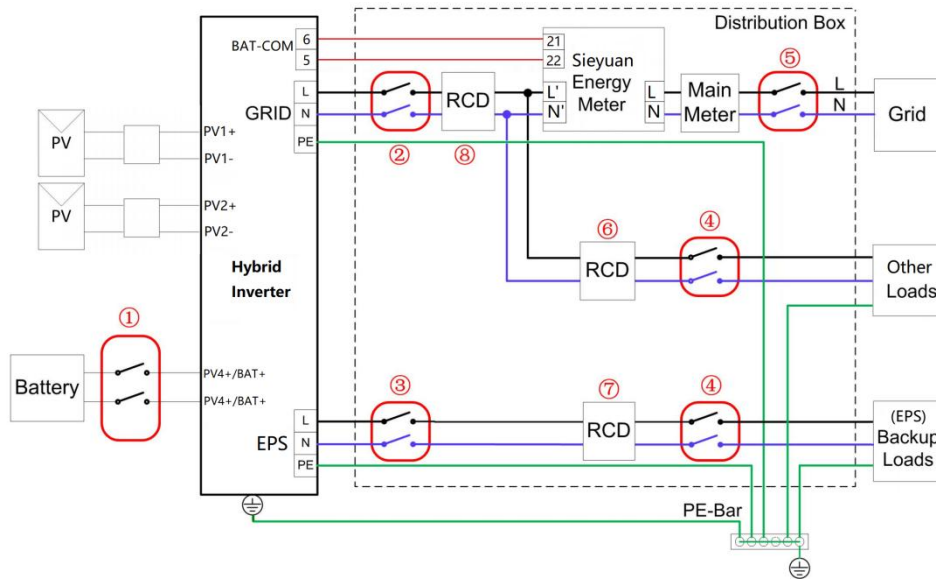 Distribution Box
BAT-COM
6
5
21
22
Sieyuan
Energy
Meter
L'
N'
L
N
Main
Meter
⑤
L
N
Grid
GRID
L
N
PE
②
RCD
⑧
PV
PV1+
PV1-
PV
PV2+
PV2-
Hybrid
Inverter
⑥
RCD
④
Other
Loads
①
Battery
PV4+/BAT+
PV4+/BAT+
EPS
L
N
PE
③
⑦
RCD
④
(EPS)
Backup
Loads
PE-Bar